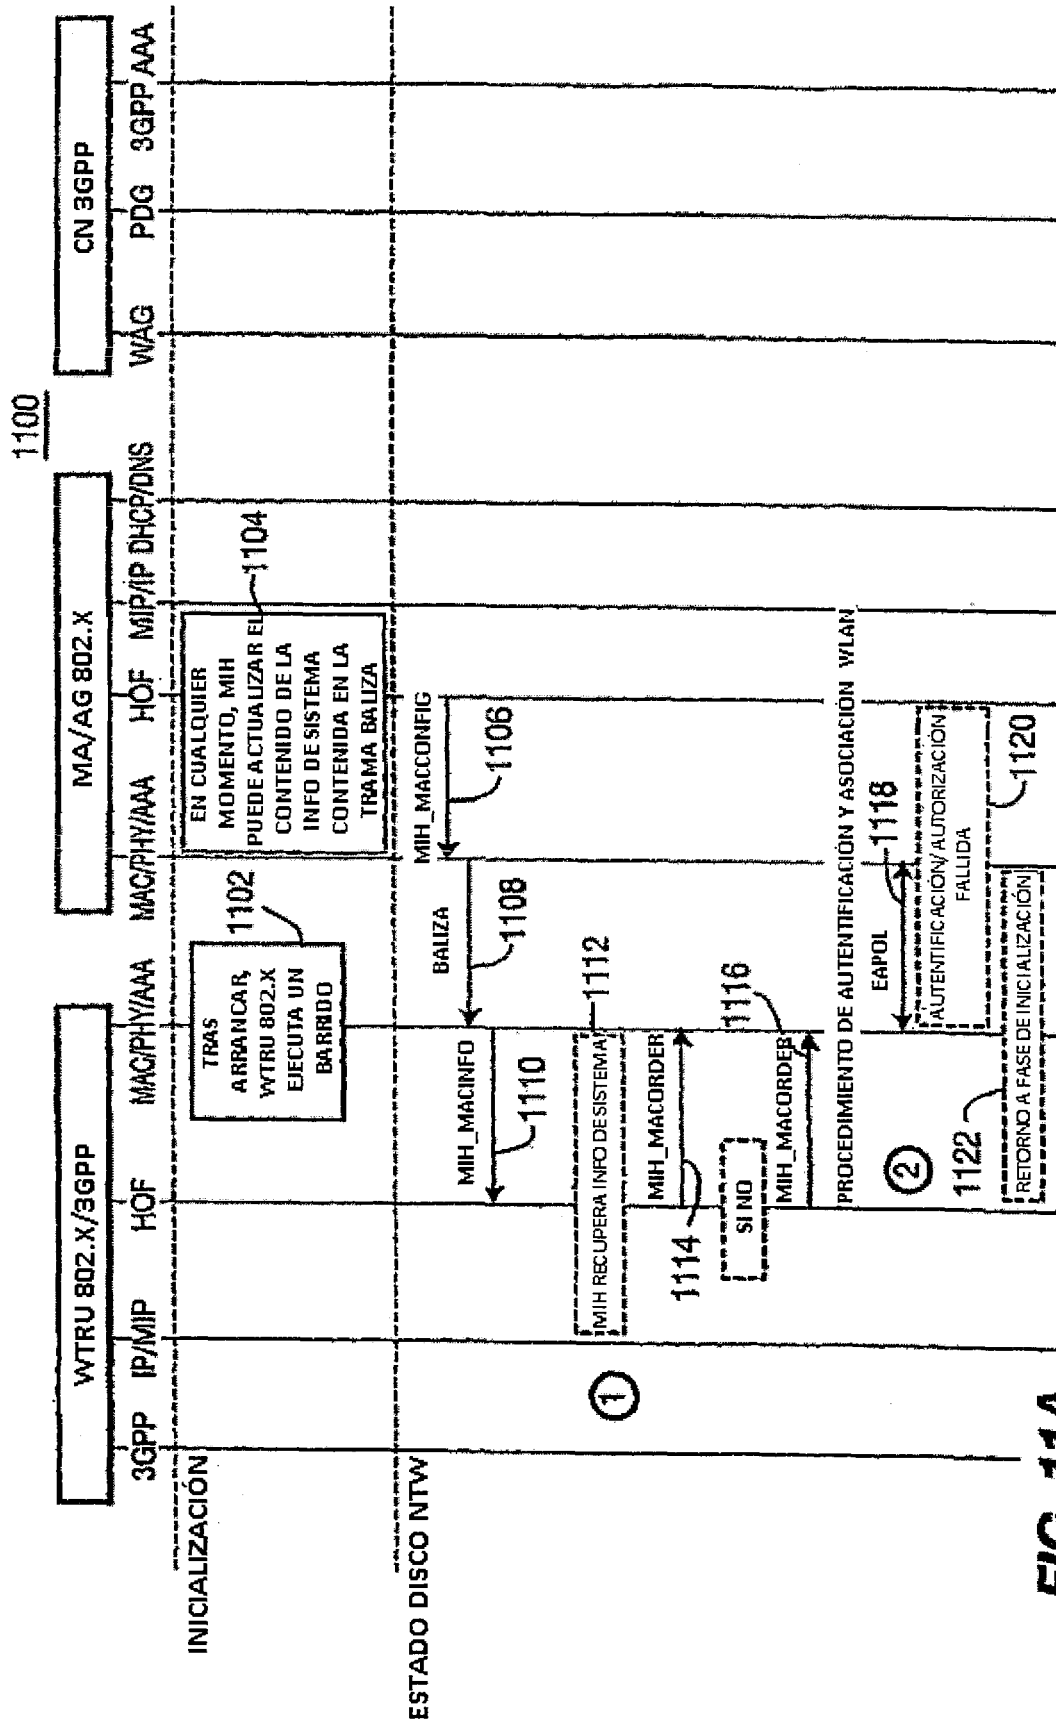 1100
WTRU 802.X/3GPP
MA/AG 802.X
CN 3GPP
3GPP
IP/MIP
HOF
MAC/PHY/AAA
MAC/PHY/AAA
HOF
MIP/IP
DHCP/DNS
WAG
PDG
3GPP AAA
INICIALIZACIÓN
TRAS
ARRANCAR,
WTRU 802.X
EJECUTA UN
BARRIDO
1102
EN CUALQUIER
MOMENTO, MIH
PUEDE ACTUALIZAR EL
CONTENIDO DE LA
INFO DE SISTEMA
CONTENIDA EN LA
TRAMA BALIZA
1104
ESTADO DISCO NTW
MIH_MACCONFIG
1106
BALIZA
1108
MIH_MACINFO
1110
1
MIH RECUPERA INFO DE SISTEMA
1112
MIH_MACORDER
1114
SI NO
MIH_MACORDER
1116
PROCEDIMIENTO DE AUTENTIFICACIÓN Y ASOCIACIÓN WLAN
2
EAPOL
1118
AUTENTIFICACIÓN/AUTORIZACIÓN
FALLIDA
1120
1122
RETORNO A FASE DE INICIALIZACIÓN
FIG. 11A